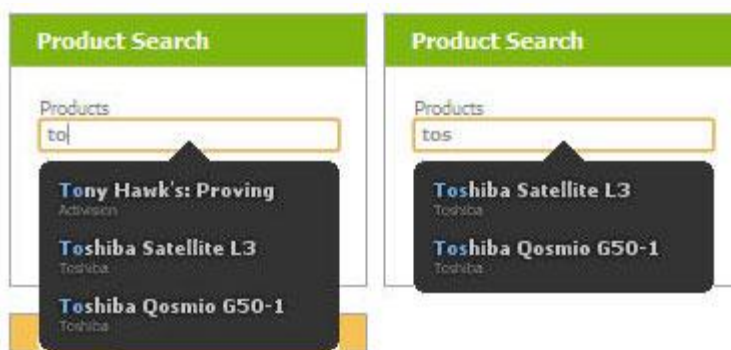 Product Search
Products
to
Tony Hawk's: Proving
Activision
Toshiba Satellite L3
Toshiba
Toshiba Qosmio G50-1
Toshiba
Product Search
Products
tos
Toshiba Satellite L3
Toshiba
Toshiba Qosmio G50-1
Toshiba